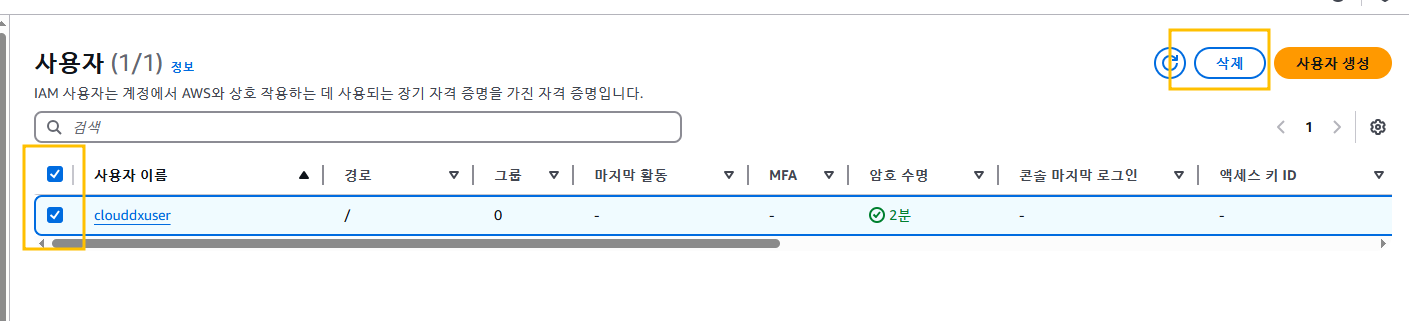 사용자 (1/1) 정보
삭제
사용자 생성
IAM 사용자는 계정에서 AWS와 상호 작용하는 데 사용되는 장기 자격 증명을 가진 자격 증명입니다.
검색
1
사용자 이름 경로 그룹 마지막 활동 MFA 암호 수명 콘솔 마지막 로그인 액세스 키 ID
clouddxuser / 0 - - 2분 - -